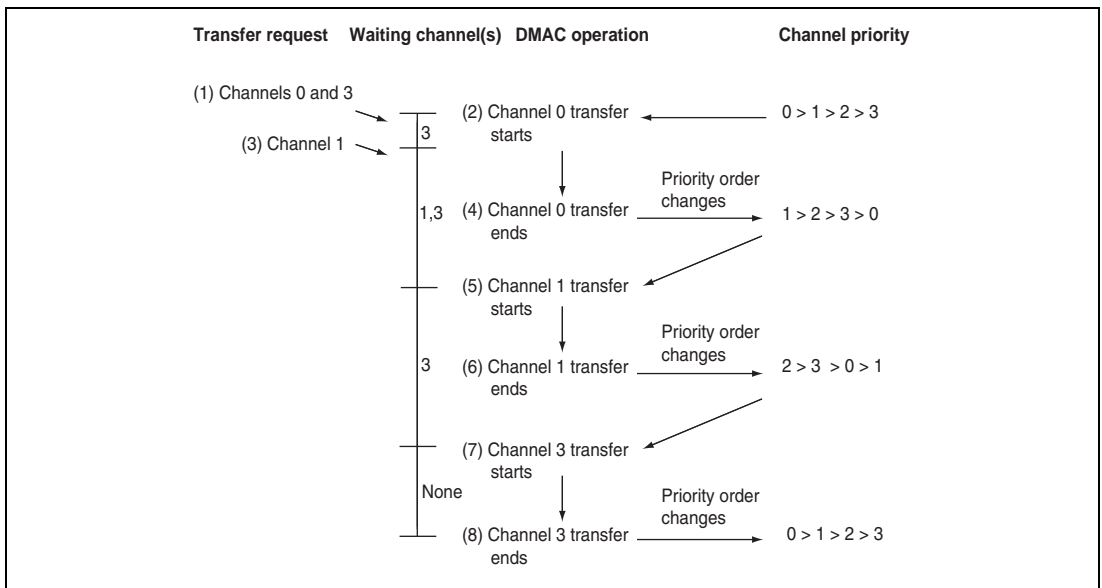 Transfer request Waiting channel(s) DMAC operation Channel priority
(1) Channels 0 and 3
(2) Channel 0 transfer
starts
0 > 1 > 2 > 3
3
(3) Channel 1
Priority order
changes
1,3
(4) Channel 0 transfer
ends
1 > 2 > 3 > 0
(5) Channel 1 transfer
starts
Priority order
changes
3
(6) Channel 1 transfer
ends
2 > 3 > 0 > 1
(7) Channel 3 transfer
starts
None
Priority order
changes
(8) Channel 3 transfer
ends
0 > 1 > 2 > 3